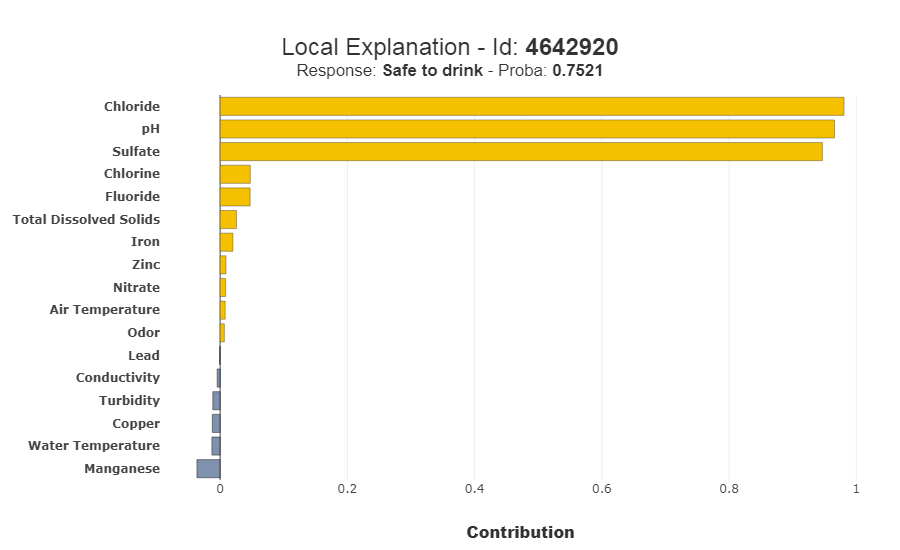 Local Explanation - Id: 4642920
Response: Safe to drink - Proba: 0.7521
Chloride
pH
Sulfate
Chlorine
Fluoride
Total Dissolved Solids
Iron
Zinc
Nitrate
Air Temperature
Odor
Lead
Conductivity
Turbidity
Copper
Water Temperature
Manganese
0 0.2 0.4 0.6 0.8 1
Contribution